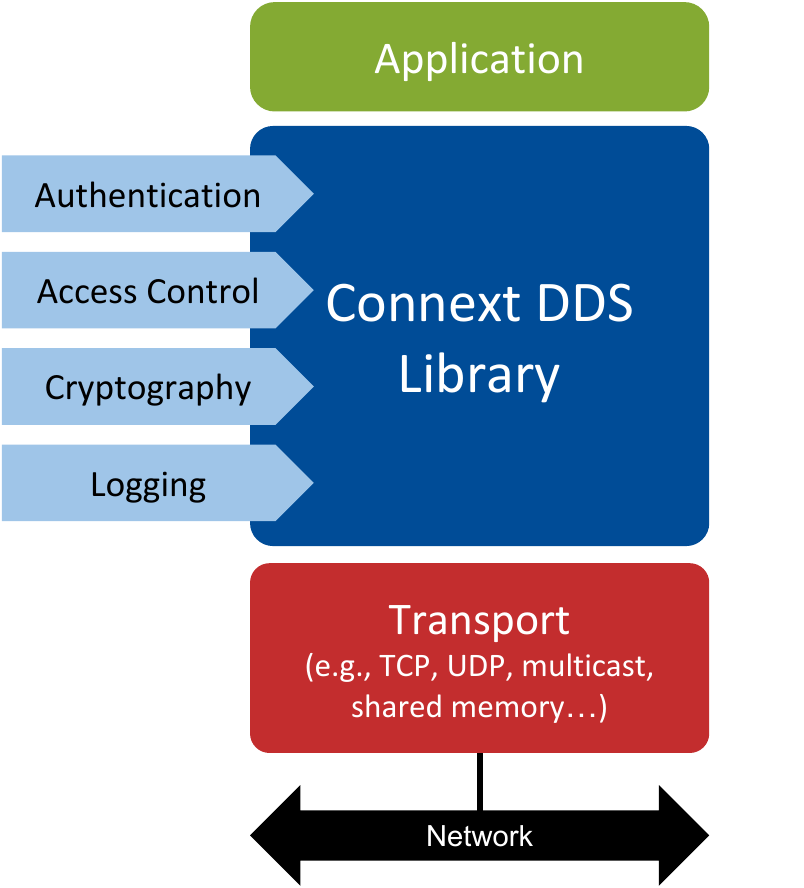 Application
Authentication
Access Control
Connext DDS
Library
Cryptography
Logging
Transport
(e.g., TCP, UDP, multicast,
shared memory…)
Network